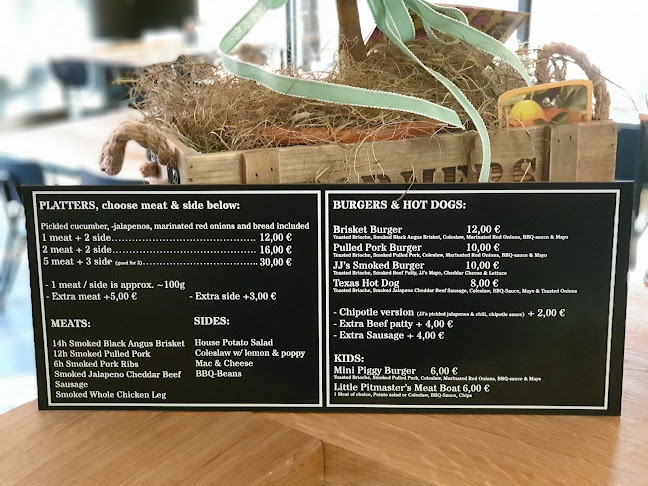 PLATTERS, choose meat & side below:
Pickled cucumber, -jalapenos, marinated red onions and bread included
1 meat + 2 side.......................................12,00 €
2 meat + 2 side.......................................16,00 €
5 meat + 3 side (good for 2).......................................30,00 €
- 1 meat / side is approx. ~100g
- Extra meat +5,00 € - Extra side +3,00 €
MEATS:
14h Smoked Black Angus Brisket
12h Smoked Pulled Pork
6h Smoked Pork Ribs
Smoked Jalapeno Cheddar Beef
Sausage
Smoked Whole Chicken Leg
SIDES:
House Potato Salad
Coleslaw w/ lemon & poppy
Mac & Cheese
BBQ-Beans
BURGERS & HOT DOGS:
Brisket Burger 12,00 €
Toasted Brioche, Smoked Black Angus Brisket, Coleslaw, Marinated Red Onions, BBQ-sauce & Mayo
Pulled Pork Burger 10,00 €
Toasted Brioche, Smoked Pulled Pork, Coleslaw, Marinated Red Onions, BBQ-sauce & Mayo
JJ's Smoked Burger 10,00 €
Toasted Brioche, Smoked Beef Patty, JJ's Mayo, Cheddar Cheese & Lettuce
Texas Hot Dog 8,00 €
Toasted Brioche, Smoked Jalapeno Cheddar Beef Sausage, Coleslaw, BBQ-Sauce, Mayo & Toasted Onions
- Chipotle version (JJ's pickled jalapenos & chili, chipotle sauce) + 2,00 €
- Extra Beef patty + 4,00 €
- Extra Sausage + 4,00 €
KIDS:
Mini Piggy Burger 6,00 €
Toasted Brioche, Smoked Pulled Pork, Coleslaw, Marinated Red Onions, BBQ-sauce & Mayo
Little Pitmaster's Meat Boat 6,00 €
1 Meat of choice, Potato salad or Coleslaw, BBQ-Sauce, Chips